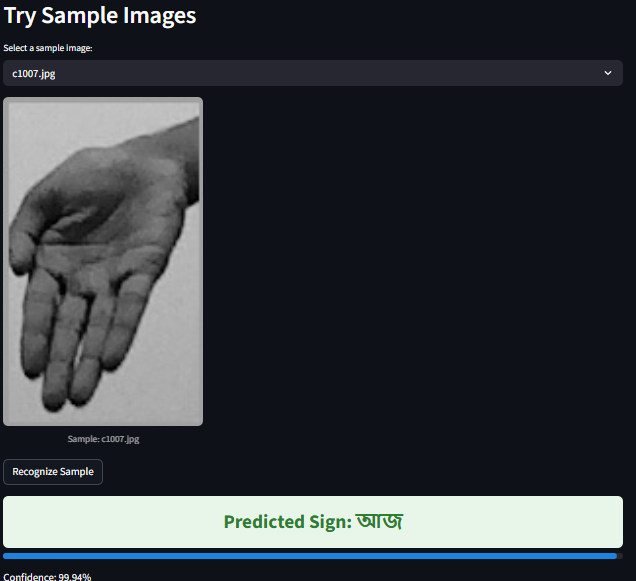 Try Sample Images
Select a sample image:
c1007.jpg
Sample: c1007.jpg
Recognize Sample
Predicted Sign: আজ
Confidence: 99.94%